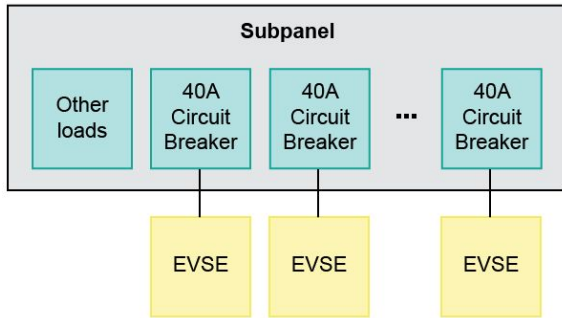 Subpanel
Other
loads
40A
Circuit
Breaker
40A
Circuit
Breaker
...
40A
Circuit
Breaker
EVSE
EVSE
EVSE